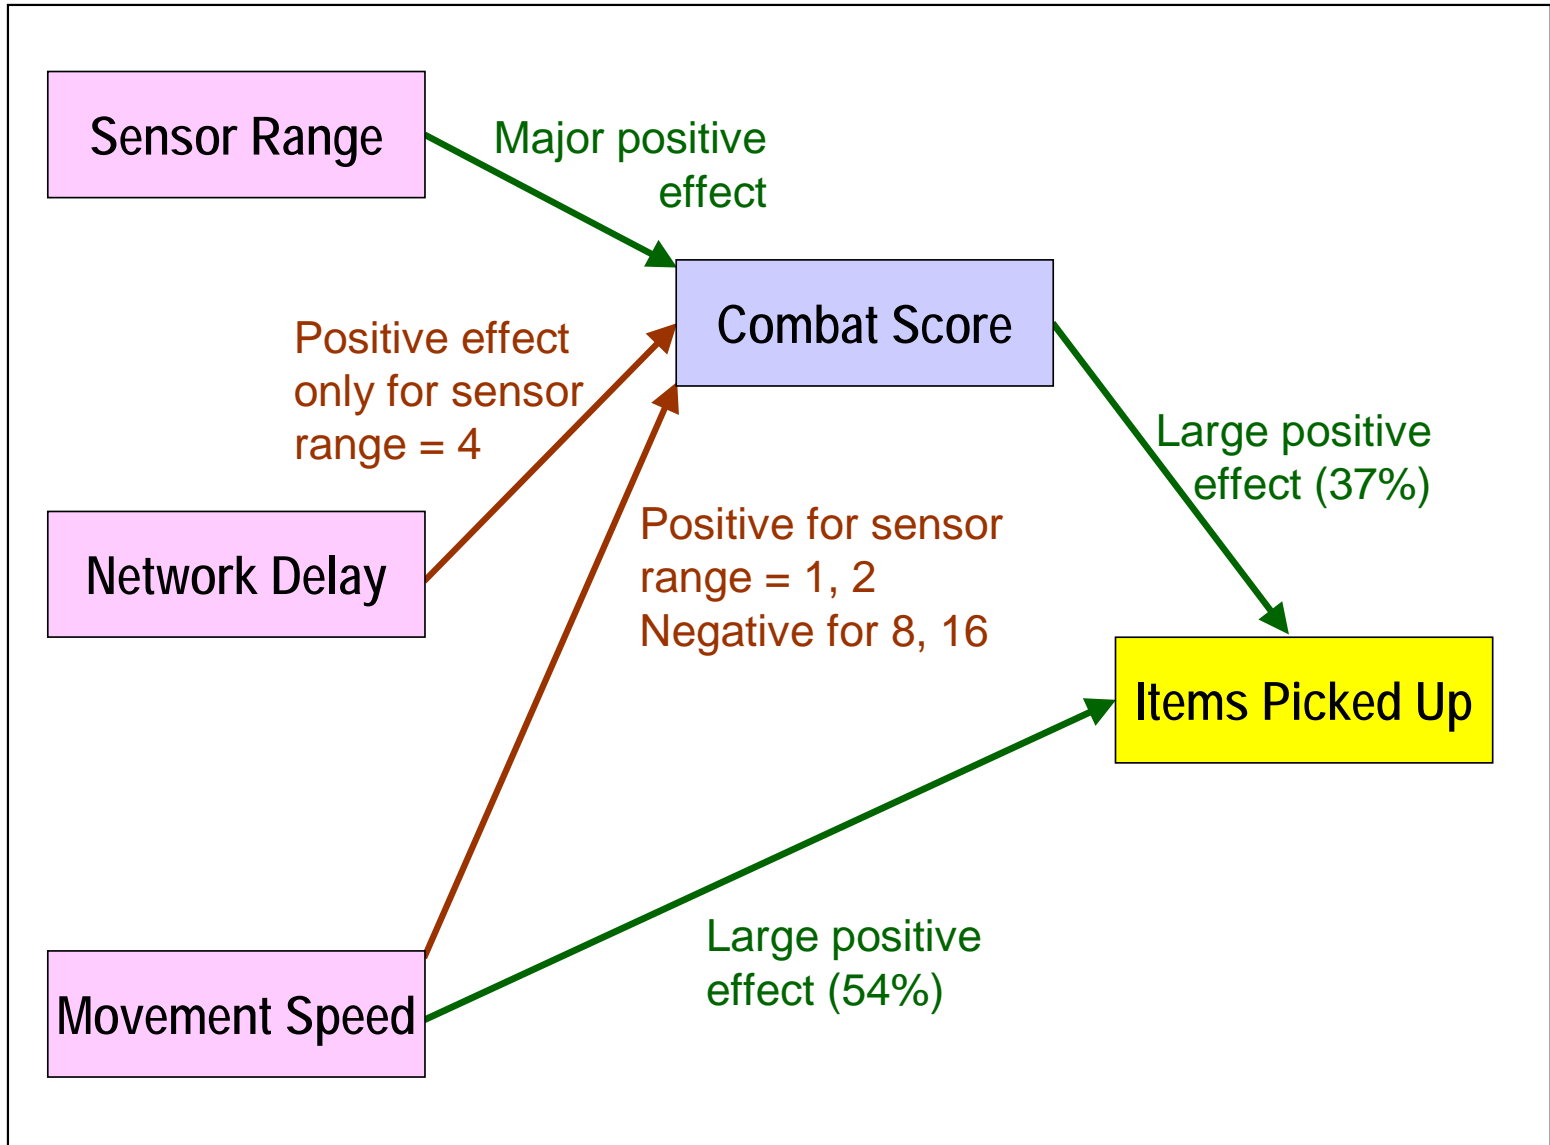 Sensor Range
Major positive
effect
Combat Score
Positive effect
only for sensor
range = 4
Large positive
effect (37%)
Network Delay
Positive for sensor
range = 1, 2
Negative for 8, 16
Items Picked Up
Large positive
effect (54%)
Movement Speed